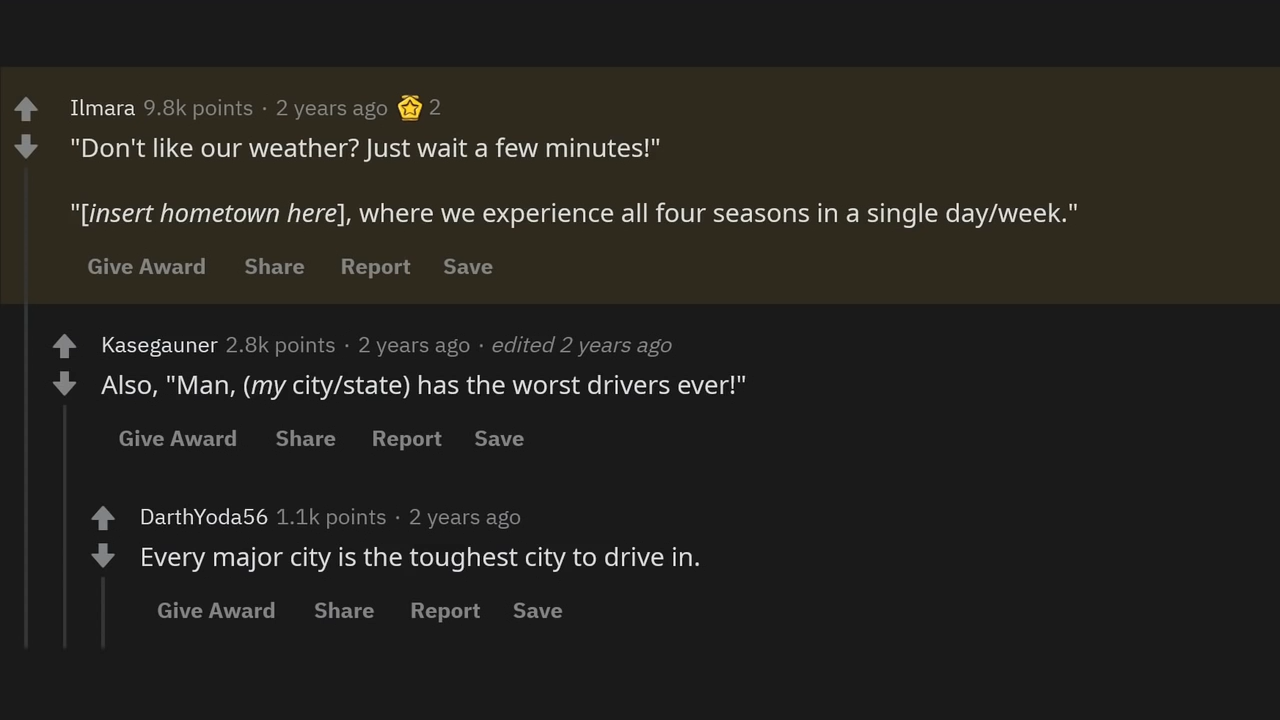 Ilmara 9.8k points · 2 years ago 2
"Don't like our weather? Just wait a few minutes!"
"[insert hometown here], where we experience all four seasons in a single day/week."
Give Award Share Report Save
Kasegauner 2.8k points · 2 years ago · edited 2 years ago
Also, "Man, (my city/state) has the worst drivers ever!"
Give Award Share Report Save
DarthYoda56 1.1k points · 2 years ago
Every major city is the toughest city to drive in.
Give Award Share Report Save